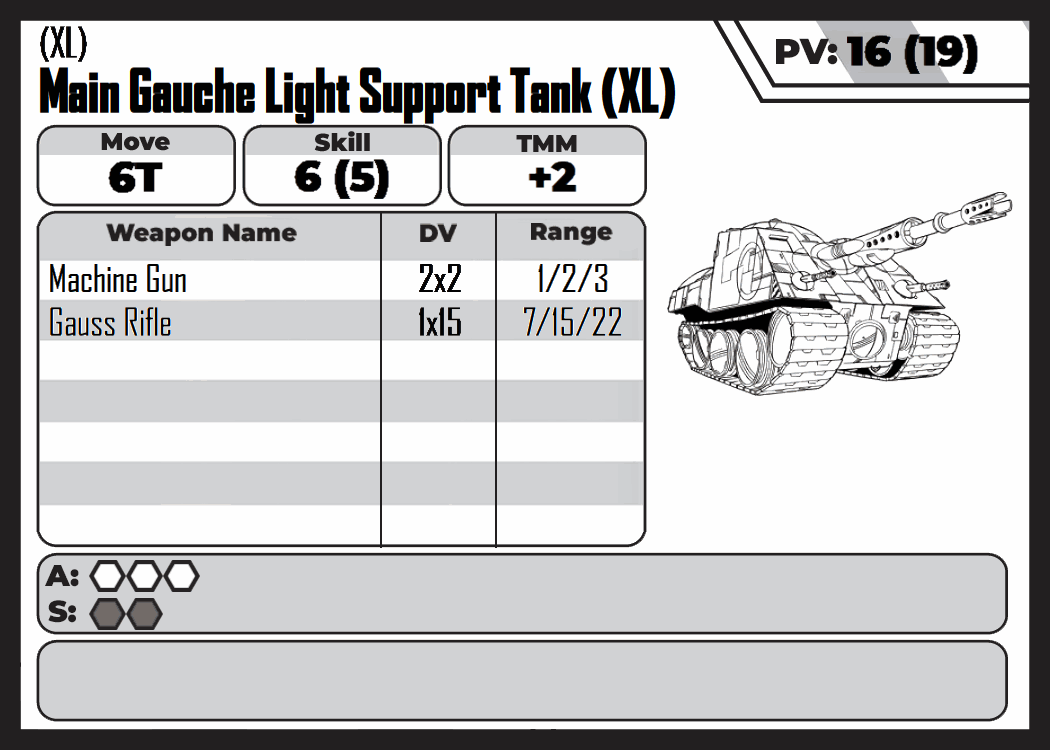 (XL)
PV: 16 (19)
Main Gauche Light Support Tank (XL)
Move Skill TMM
6T 6 (5) +2
Weapon Name DV Range
Machine Gun 2x2 1/2/3
Gauss Rifle 1x15 7/15/22
A:
S: